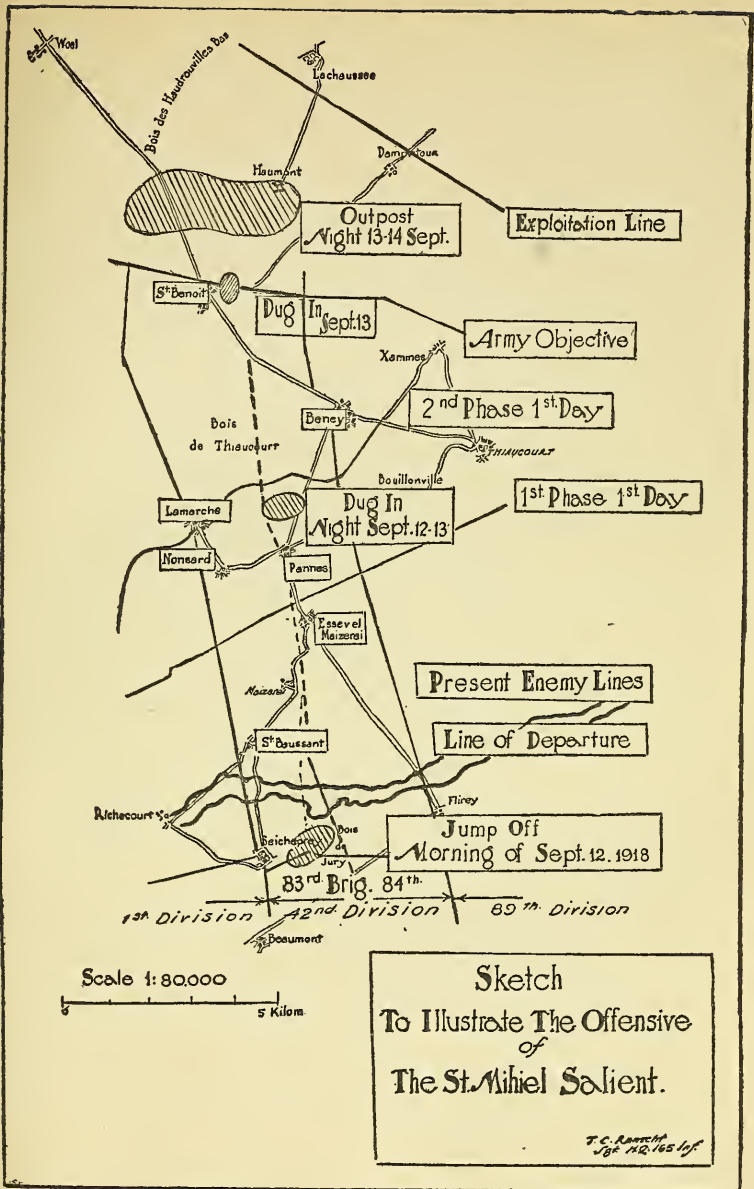 Woel
Bois des Haudrouvilles Bas
Lachaussee
Haumont
Outpost
Night 13-14 Sept.
Exploitation Line
St. Benoit
Dug In
Sept. 13
Army Objective
Xammes
2nd Phase 1st Day
Beney
Bois
de Thiaucourt
THIAUCOURT
Bouillonville
1st Phase 1st Day
Lamarche
Dug In
Night Sept. 12-13
Nonsard
Pannes
Essevel
Maizerai
Present Enemy Lines
Line of Departure
St. Baussant
Flirey
Richecourt
Seicheprey
Bois
de
Jury
Jump Off
Morning of Sept. 12. 1918
83rd. Brig. 84th.
1st. Division
42nd Division
89th Division
Beaumont
Scale 1:80.000
0
5 Kilom.
Sketch
To Illustrate The Offensive
of
The St. Mihiel Salient.
Sgt. HQ. 165 Inf.